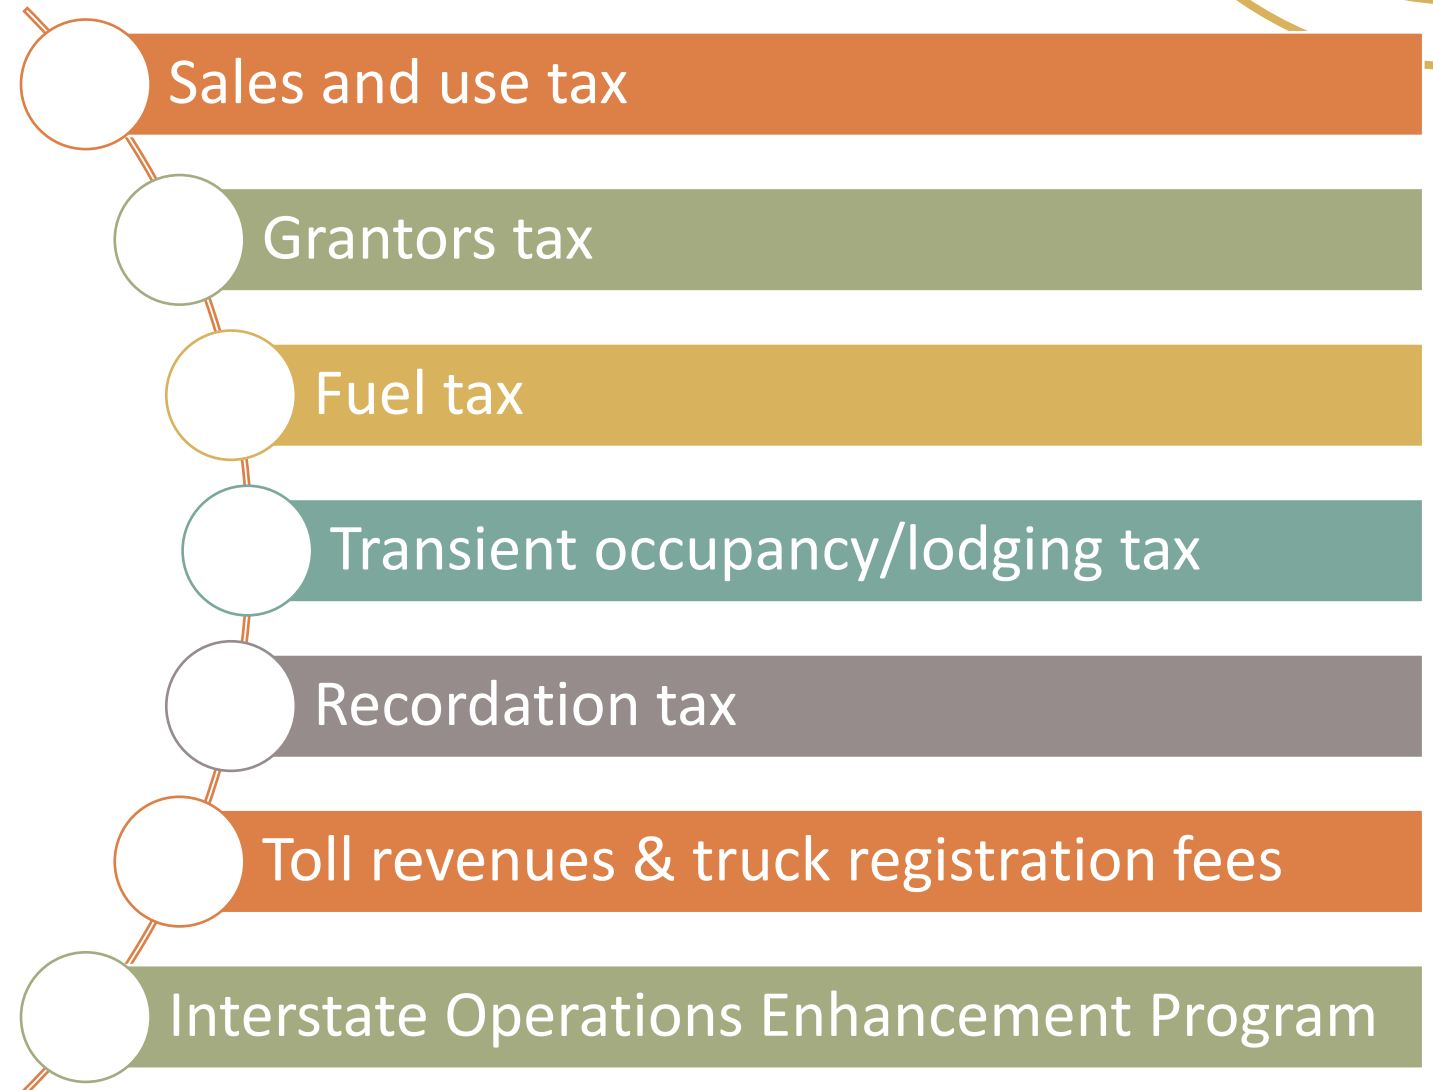 Sales and use tax
Grantors tax
Fuel tax
Transient occupancy/lodging tax
Recordation tax
Toll revenues & truck registration fees
Interstate Operations Enhancement Program